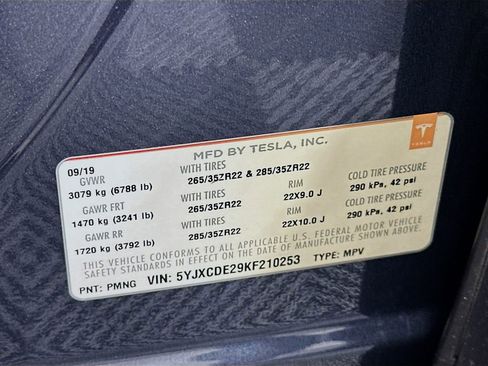 MFD BY TESLA, INC.
TESLA
09/19
GVWR WITH TIRES COLD TIRE PRESSURE
3079 kg (6788 lb) 265/35ZR22 & 285/35ZR22 290 kPa, 42 psi
GAWR FRT WITH TIRES RIM COLD TIRE PRESSURE
1470 kg (3241 lb) 265/35ZR22 22X9.0 J 290 kPa, 42 psi
GAWR RR WITH TIRES RIM
1720 kg (3792 lb) 285/35ZR22 22X10.0 J
THIS VEHICLE CONFORMS TO ALL APPLICABLE U.S. FEDERAL MOTOR VEHICLE
SAFETY STANDARDS IN EFFECT ON THE DATE OF MANUFACTURE SHOWN ABOVE.
PNT: PMNG VIN: 5YJXCDE29KF210253 TYPE: MPV